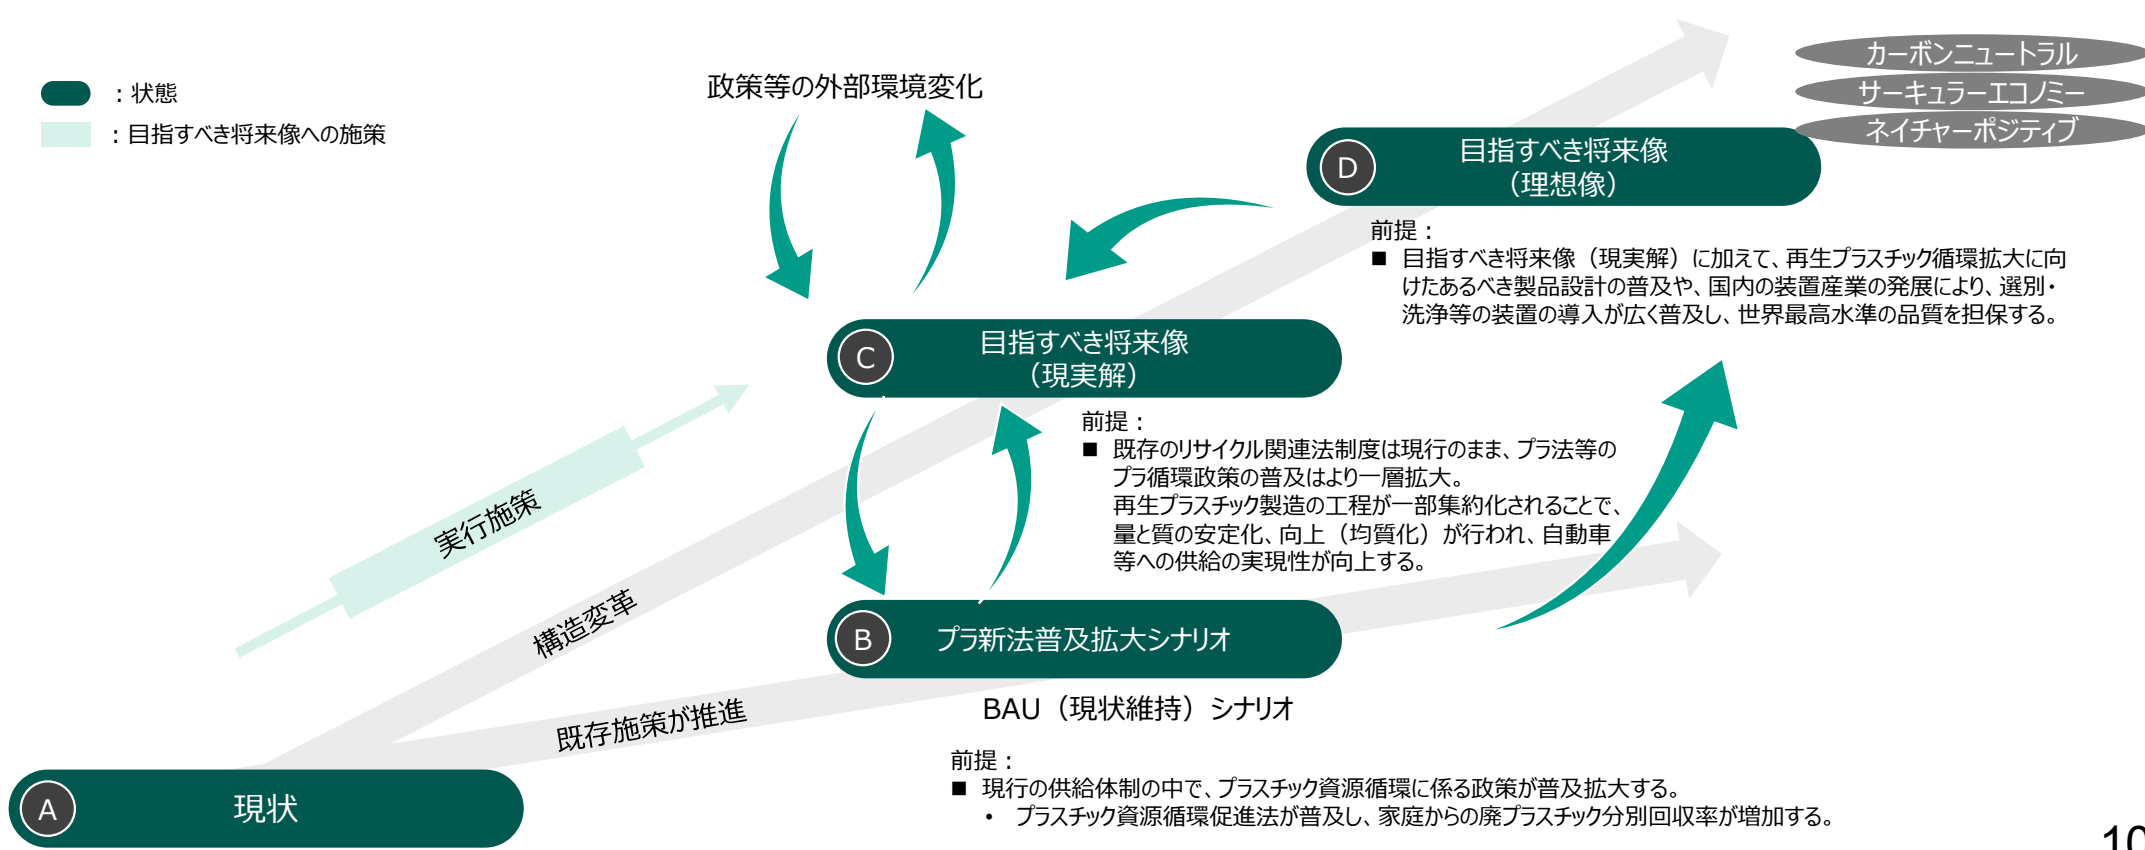 ：状態
：目指すべき将来像への施策
政策等の外部環境変化
カーボンニュートラル
サーキュラーエコノミー
ネイチャーポジティブ
D
目指すべき将来像
（理想像）
前提：
■ 目指すべき将来像（現実解）に加えて、再生プラスチック循環拡大に向
けたあるべき製品設計の普及や、国内の装置産業の発展により、選別・
洗浄等の装置の導入が広く普及し、世界最高水準の品質を担保する。
C
目指すべき将来像
（現実解）
前提：
■ 既存のリサイクル関連法制度は現行のまま、プラ法等の
プラ循環政策の普及はより一層拡大。
再生プラスチック製造の工程が一部集約化されることで、
量と質の安定化、向上（均質化）が行われ、自動車
等への供給の実現性が向上する。
実行施策
構造変革
既存施策が推進
B
プラ新法普及拡大シナリオ
BAU（現状維持）シナリオ
前提：
■ 現行の供給体制の中で、プラスチック資源循環に係る政策が普及拡大する。
• プラスチック資源循環促進法が普及し、家庭からの廃プラスチック分別回収率が増加する。
A
現状
10